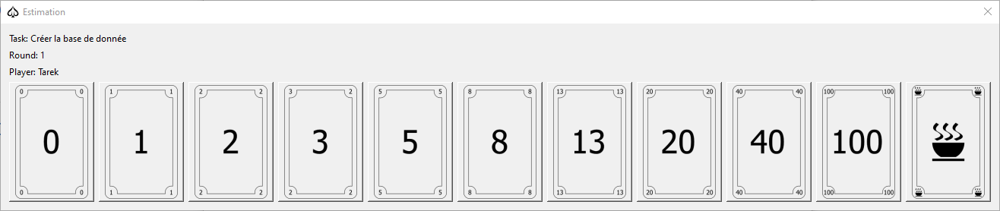 Estimation
Task: Créer la base de donnée
Round: 1
Player: Tarek
0 0 1 1 2 2 3 2 5 5 8 8 13 13 20 20 40 40 100 100
0 1 2 3 5 8 13 20 40 100
0 0 1 1 2 2 2 2 5 5 8 8 13 13 20 20 40 40 100 100